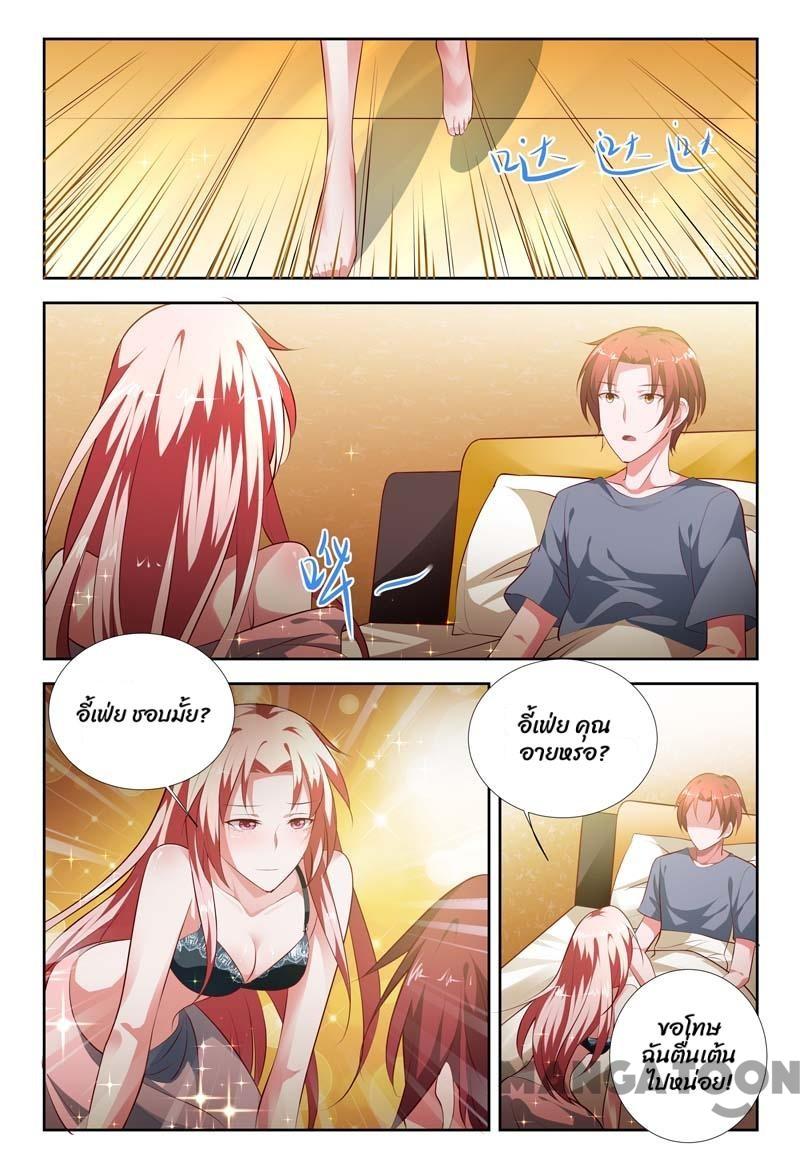 哒 哒 哒
哗一
อี้เฟ่ย ชอบมั้ย?
อี้เฟ่ย คุณ
อายหรอ?
ขอโทษ
ฉันตื่นเต้น
ไปหน่อย!
MANGATOON